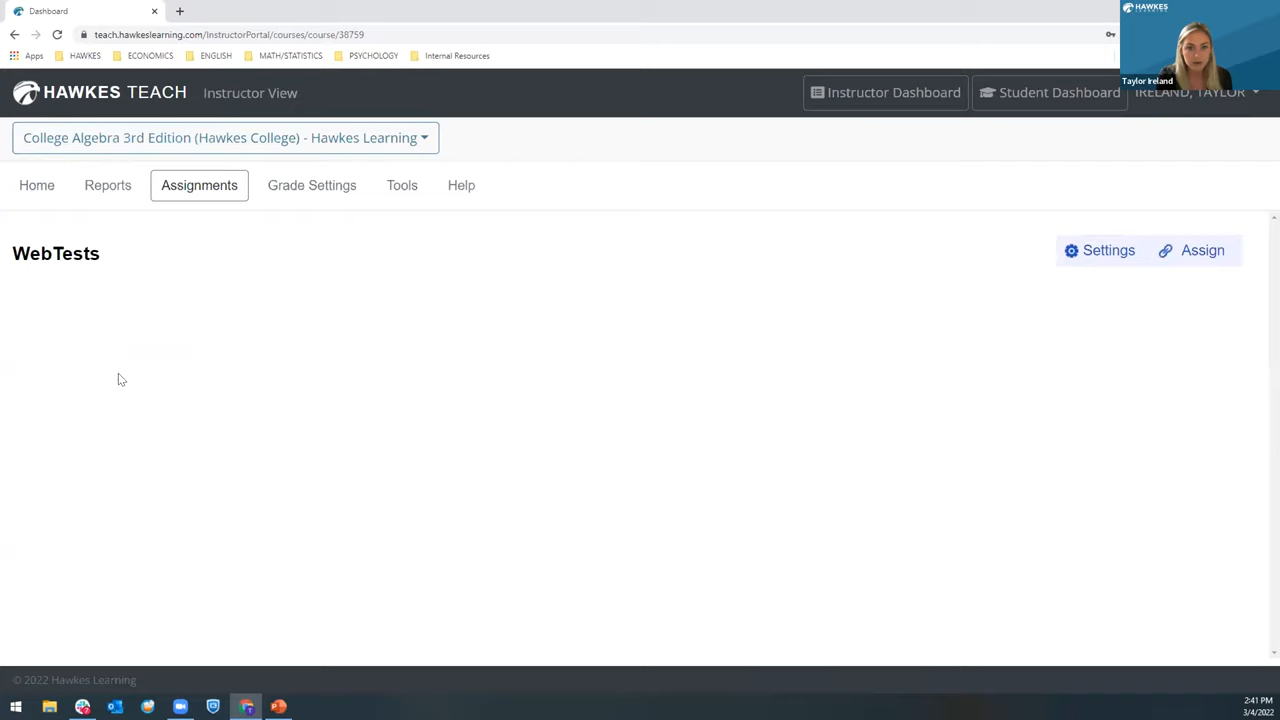 Dashboard
teach.hawkeslearning.com/InstructorPortal/courses/course/38759
Apps HAWKES ECONOMICS ENGLISH MATH/STATISTICS PSYCHOLOGY Internal Resources
HAWKES LEARNING
Taylor Ireland
HAWKES TEACH Instructor View Instructor Dashboard Student Dashboard IRELAND, TAYLOR
College Algebra 3rd Edition (Hawkes College) - Hawkes Learning
Home Reports Assignments Grade Settings Tools Help
WebTests Settings Assign
© 2022 Hawkes Learning
2:41 PM
3/4/2022